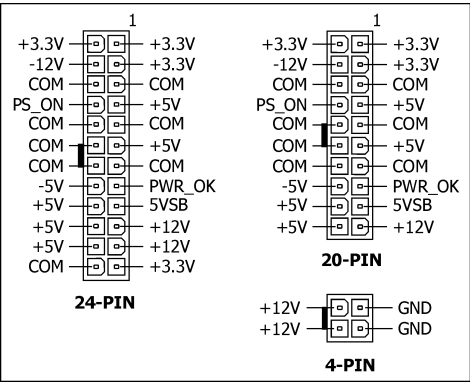 1
+3.3V +3.3V
-12V +3.3V
COM COM
PS_ON +5V
COM COM
COM +5V
COM COM
-5V PWR_OK
+5V 5VSB
+5V +12V
+5V +12V
COM +3.3V
24-PIN
1
+3.3V +3.3V
-12V +3.3V
COM COM
PS_ON +5V
COM COM
COM +5V
COM COM
-5V PWR_OK
+5V 5VSB
+5V +12V
20-PIN
+12V GND
+12V GND
4-PIN